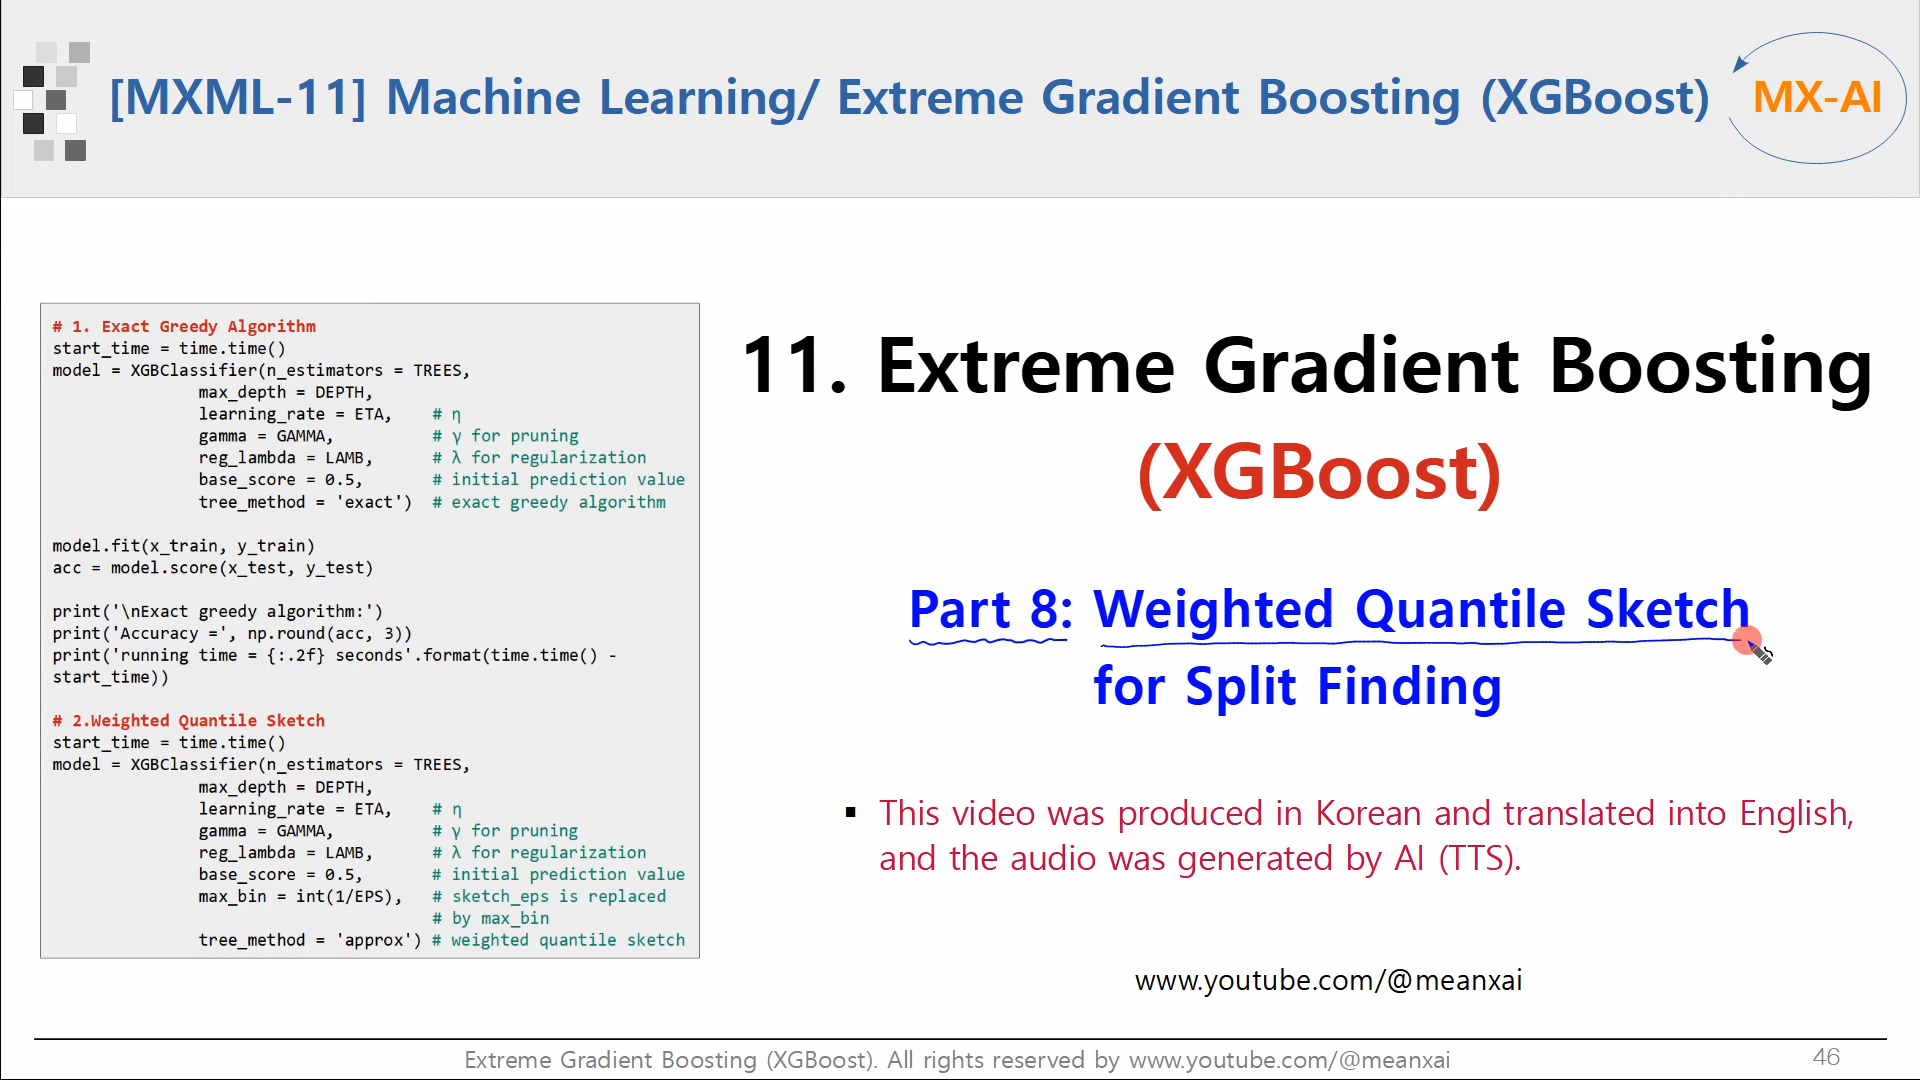 [MXML-11] Machine Learning/ Extreme Gradient Boosting (XGBoost)
MX-AI
# 1. Exact Greedy Algorithm
start_time = time.time()
model = XGBClassifier(n_estimators = TREES,
max_depth = DEPTH,
learning_rate = ETA, # η
gamma = GAMMA, # γ for pruning
reg_lambda = LAMB, # λ for regularization
base_score = 0.5, # initial prediction value
tree_method = 'exact') # exact greedy algorithm
model.fit(x_train, y_train)
acc = model.score(x_test, y_test)
print('\nExact greedy algorithm:')
print('Accuracy =', np.round(acc, 3))
print('running time = {:.2f} seconds'.format(time.time() -
start_time))
# 2.Weighted Quantile Sketch
start_time = time.time()
model = XGBClassifier(n_estimators = TREES,
max_depth = DEPTH,
learning_rate = ETA, # η
gamma = GAMMA, # γ for pruning
reg_lambda = LAMB, # λ for regularization
base_score = 0.5, # initial prediction value
max_bin = int(1/EPS), # sketch_eps is replaced
# by max_bin
tree_method = 'approx') # weighted quantile sketch
11. Extreme Gradient Boosting
(XGBoost)
Part 8: Weighted Quantile Sketch
for Split Finding
▪ This video was produced in Korean and translated into English,
and the audio was generated by AI (TTS).
www.youtube.com/@meanxai
Extreme Gradient Boosting (XGBoost). All rights reserved by www.youtube.com/@meanxai
46